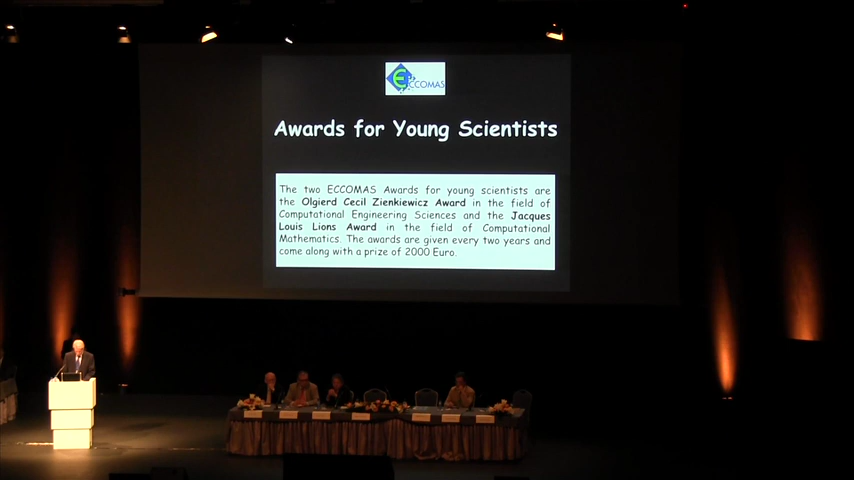 ECCOMAS
Awards for Young Scientists
The two ECCOMAS Awards for young scientists are
the Olgierd Cecil Zienkiewicz Award in the field of
Computational Engineering Sciences and the Jacques
Louis Lions Award in the field of Computational
Mathematics. The awards are given every two years and
come along with a prize of 2000 Euro.